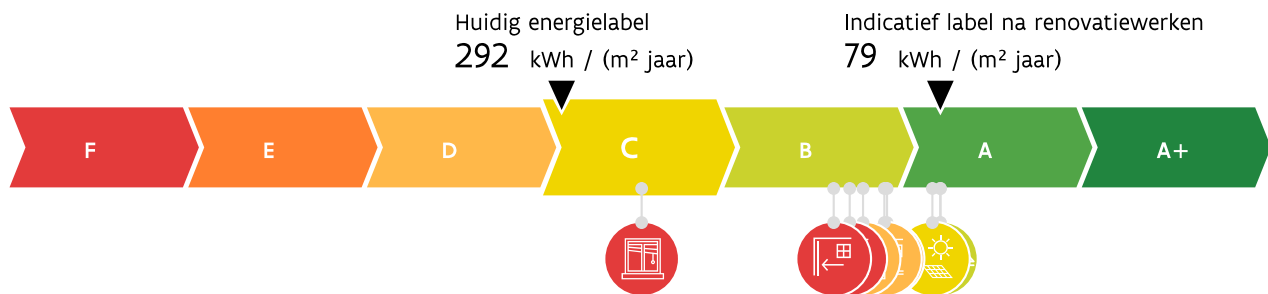 Huidig energielabel
292 kWh / (m² jaar)
Indicatief label na renovatiewerken
79 kWh / (m² jaar)
F E D C B A A+